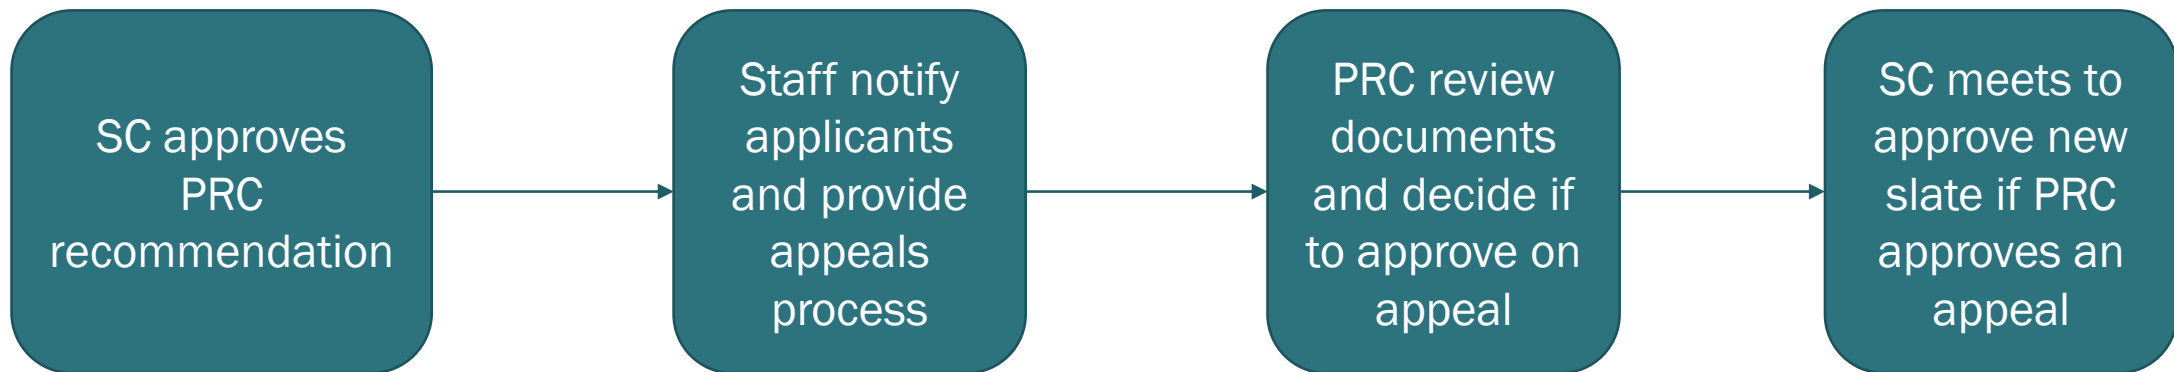 SC approves
PRC
recommendation
Staff notify
applicants
and provide
appeals
process
PRC review
documents
and decide if
to approve on
appeal
SC meets to
approve new
slate if PRC
approves an
appeal